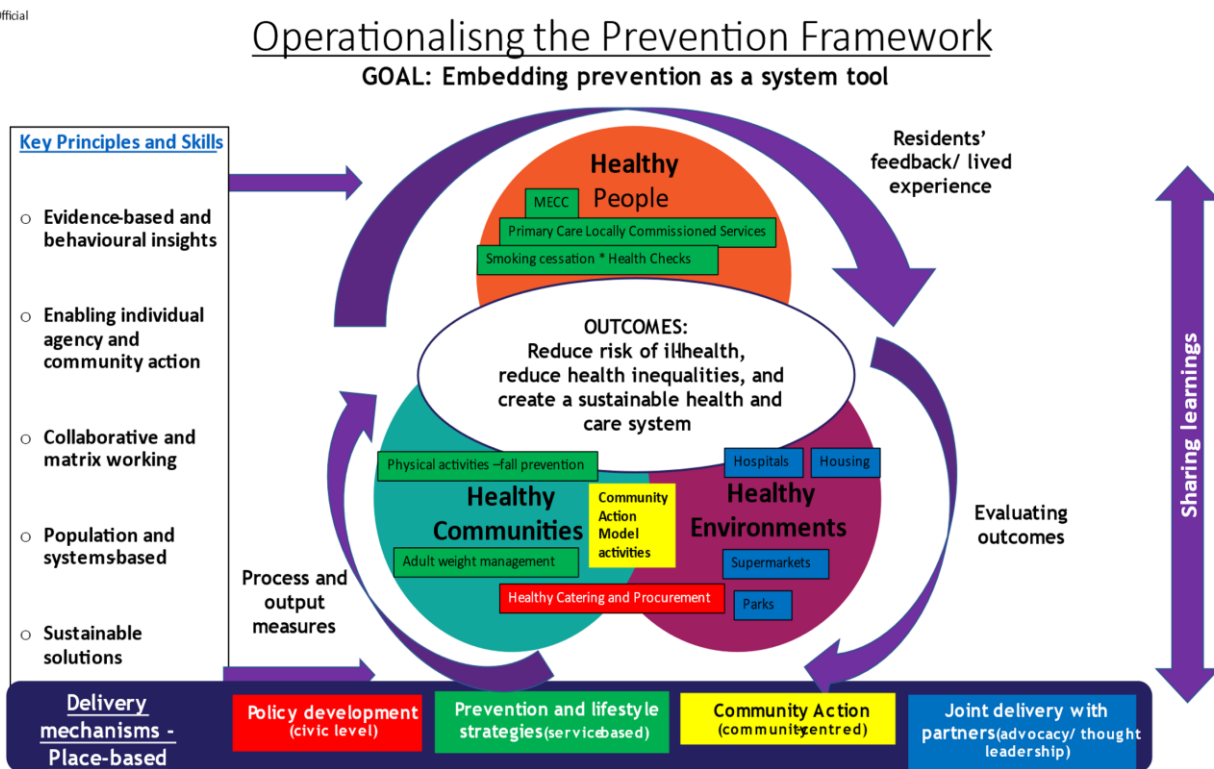 Official
Operationalisng the Prevention Framework
GOAL: Embedding prevention as a system tool
Key Principles and Skills
Evidence-based and
behavioural insights
Enabling individual
agency and
community action
Collaborative and
matrix working
Population and
systems-based
Sustainable
solutions
Healthy
People
MECC
Primary Care Locally Commissioned Services
Smoking cessation * Health Checks
Residents'
feedback/ lived
experience
OUTCOMES:
Reduce risk of ill-health,
reduce health inequalities, and
create a sustainable health and
care system
Physical activities –fall prevention
Healthy
Communities
Adult weight management
Community
Action
Model
activities
Hospitals
Housing
Healthy
Environments
Supermarkets
Parks
Healthy Catering and Procurement
Process and
output
measures
Evaluating
outcomes
Sharing learnings
Delivery
mechanisms -
Place-based
Policy development
(civic level)
Prevention and lifestyle
strategies (service-based)
Community Action
(community-centred)
Joint delivery with
partners (advocacy/ thought
leadership)